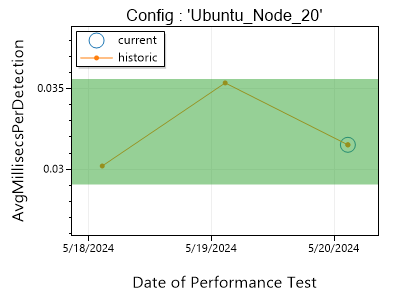 Config : 'Ubuntu_Node_20'
current
historic
AvgMillisecsPerDetection
0.035
0.03
5/18/2024
5/19/2024
5/20/2024
Date of Performance Test